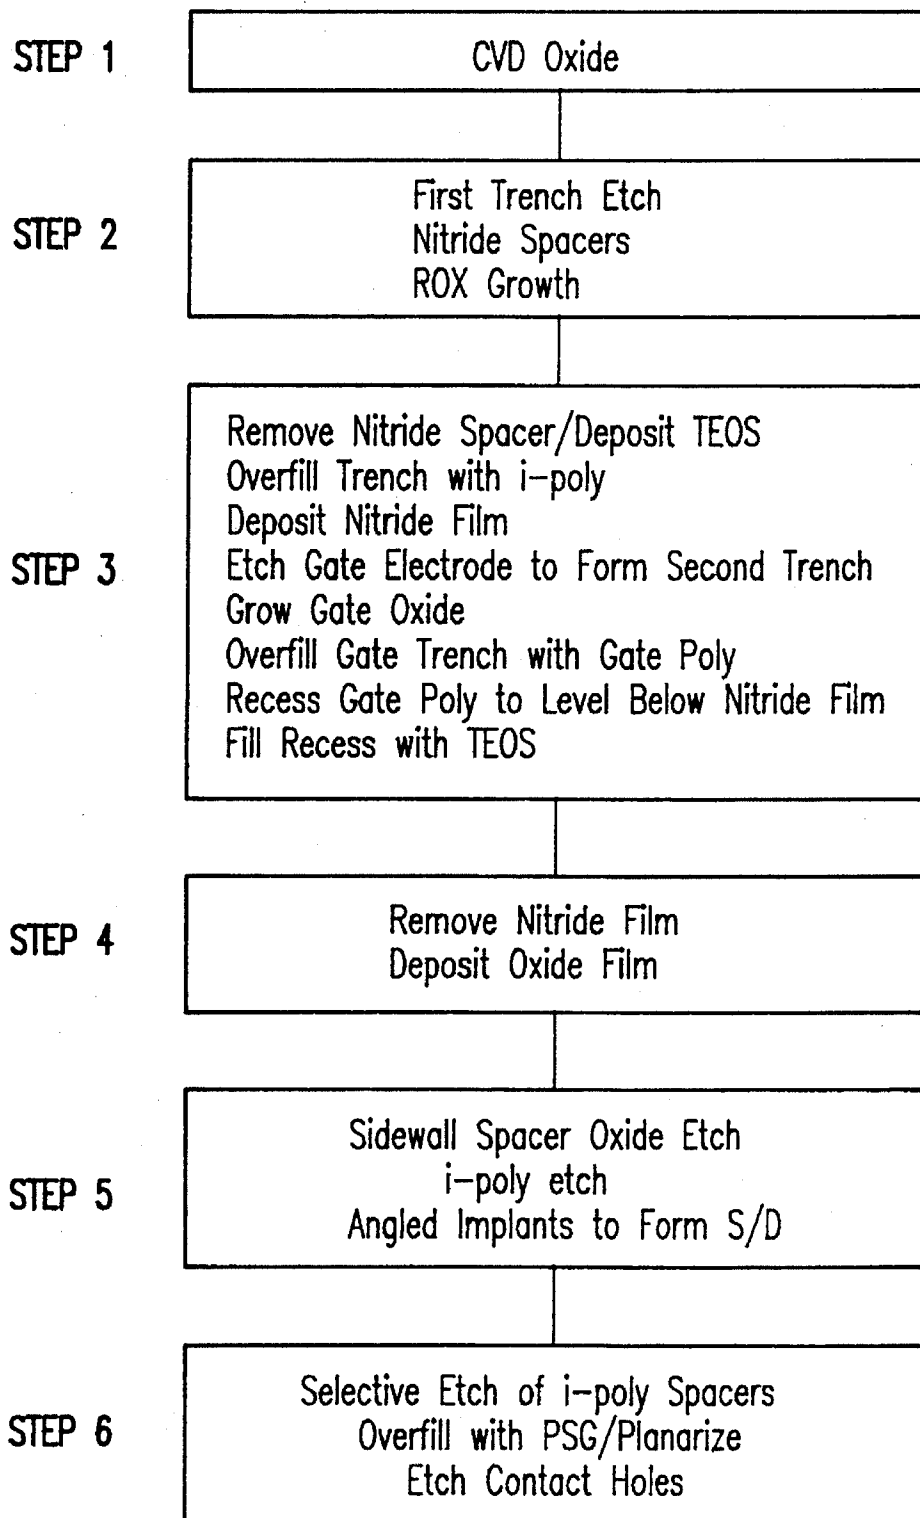 STEP 1
CVD Oxide
STEP 2
First Trench Etch
Nitride Spacers
ROX Growth
STEP 3
Remove Nitride Spacer/Deposit TEOS
Overfill Trench with i-poly
Deposit Nitride Film
Etch Gate Electrode to Form Second Trench
Grow Gate Oxide
Overfill Gate Trench with Gate Poly
Recess Gate Poly to Level Below Nitride Film
Fill Recess with TEOS
STEP 4
Remove Nitride Film
Deposit Oxide Film
STEP 5
Sidewall Spacer Oxide Etch
i-poly etch
Angled Implants to Form S/D
STEP 6
Selective Etch of i-poly Spacers
Overfill with PSG/Planarize
Etch Contact Holes